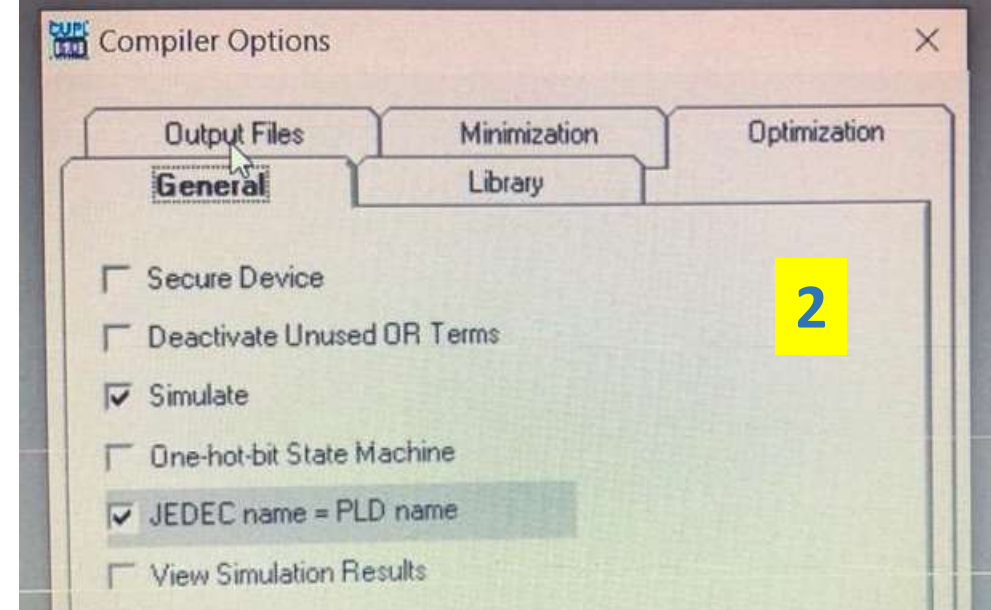 CUPL
Compiler Options
Output Files Minimization Optimization
General Library
Secure Device
Deactivate Unused OR Terms
2
Simulate
One-hot-bit State Machine
JEDEC name = PLD name
View Simulation Results